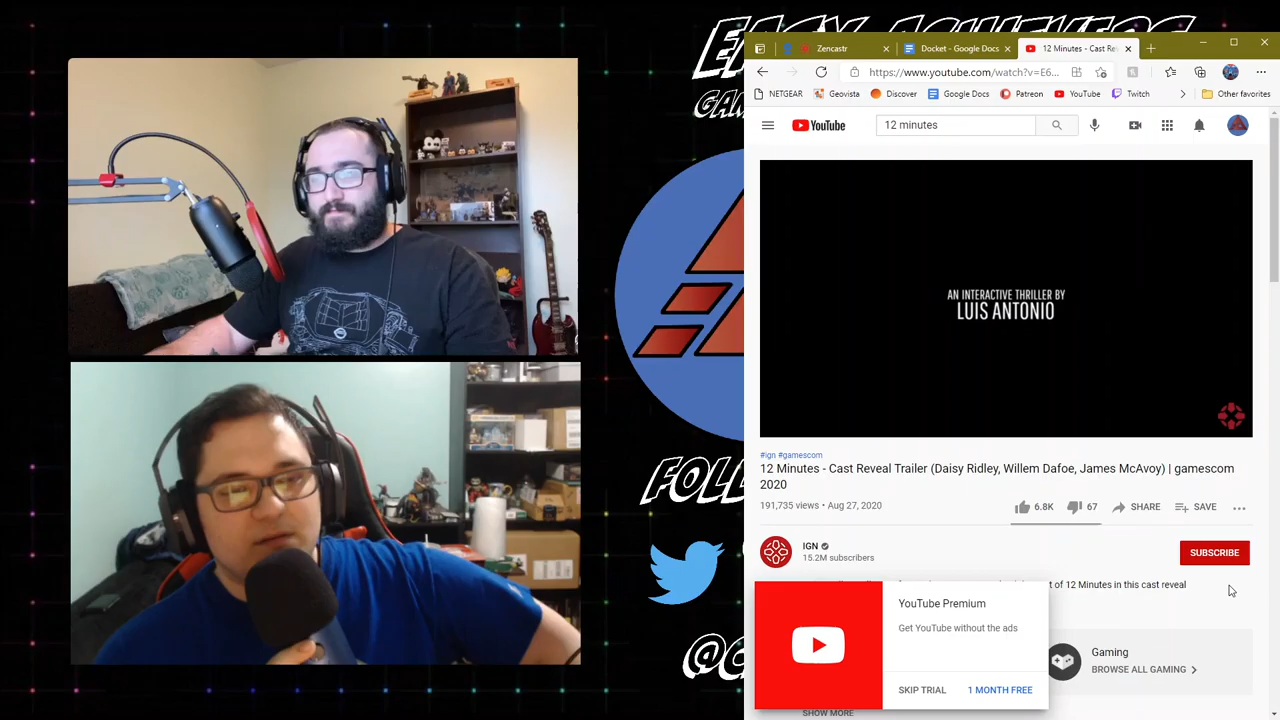 EASY ACHIEVERS
Zencastr
Docket - Google Docs
12 Minutes - Cast Rev
https://www.youtube.com/watch?v=E6...
NETGEAR
Geovista
Discover
Google Docs
Patreon
YouTube
Twitch
Other favorites
YouTube
12 minutes
AN INTERACTIVE THRILLER BY
LUIS ANTONIO
#ign #gamescom
12 Minutes - Cast Reveal Trailer (Daisy Ridley, Willem Dafoe, James McAvoy) | gamescom
2020
191,735 views • Aug 27, 2020
6.8K
67
SHARE
SAVE
IGN
15.2M subscribers
SUBSCRIBE
t of 12 Minutes in this cast reveal
YouTube Premium
Get YouTube without the ads
SKIP TRIAL
1 MONTH FREE
Gaming
BROWSE ALL GAMING
SHOW MORE
FOLL